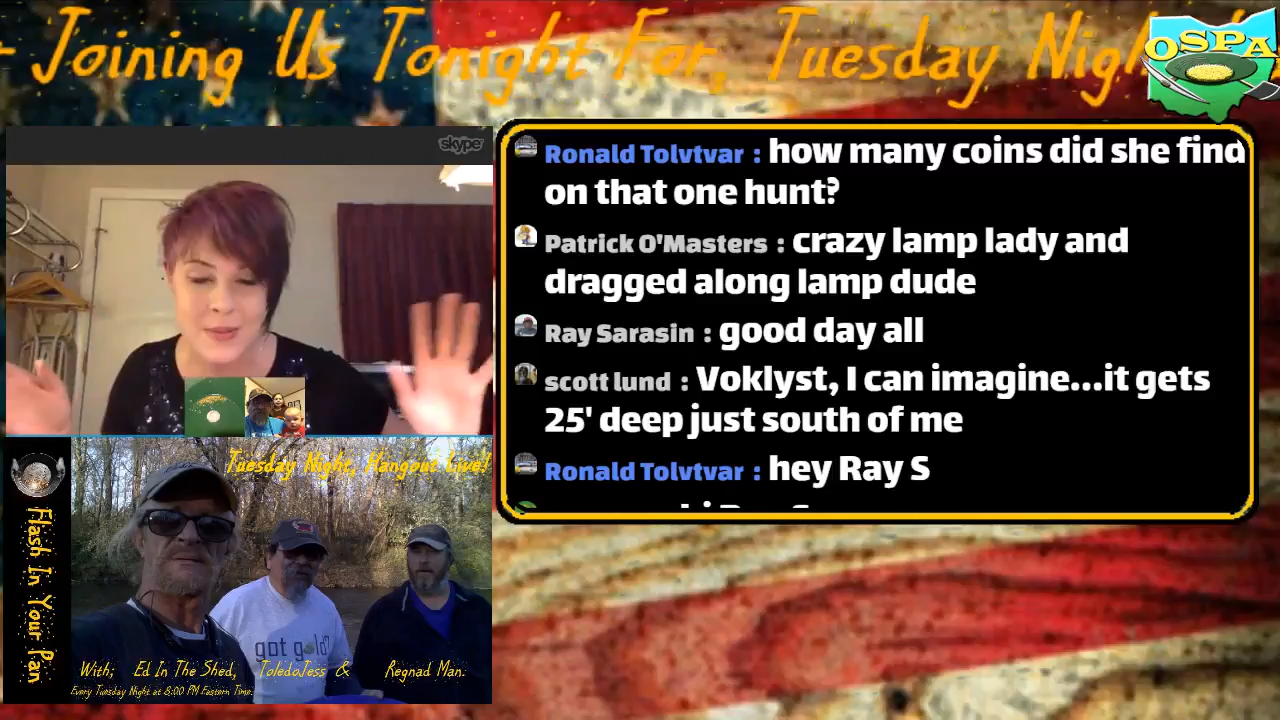 Joining Us Tonight For, Tuesday Nigh
OSPA
skype
Ronald Tolvtvar : how many coins did she find
on that one hunt?
Patrick O'Masters : crazy lamp lady and
dragged along lamp dude
Ray Sarasin : good day all
scott lund : Voklyst, I can imagine...it gets
25' deep just south of me
Ronald Tolvtvar : hey Ray S
Tuesday Night, Hangout Live!
Flash In Your Pan
got gold?
With; Ed In The Shed, ToledoJess & Regnad Man.
Every Tuesday Night at 8:00 PM Eastern Time.